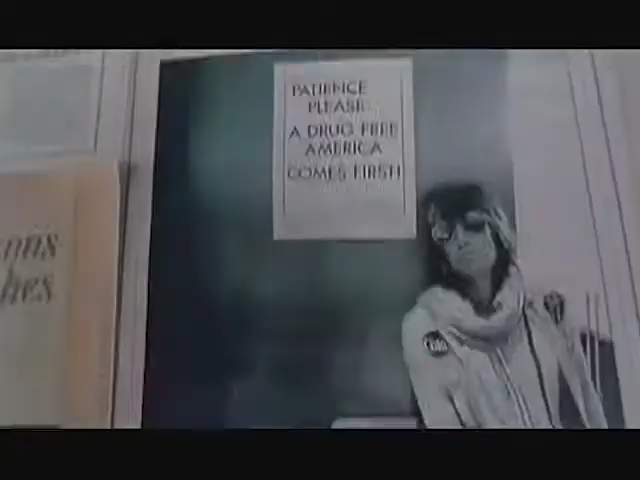 PATIENCE
PLEASE
A DRUG FREE
AMERICA
COMES FIRST!